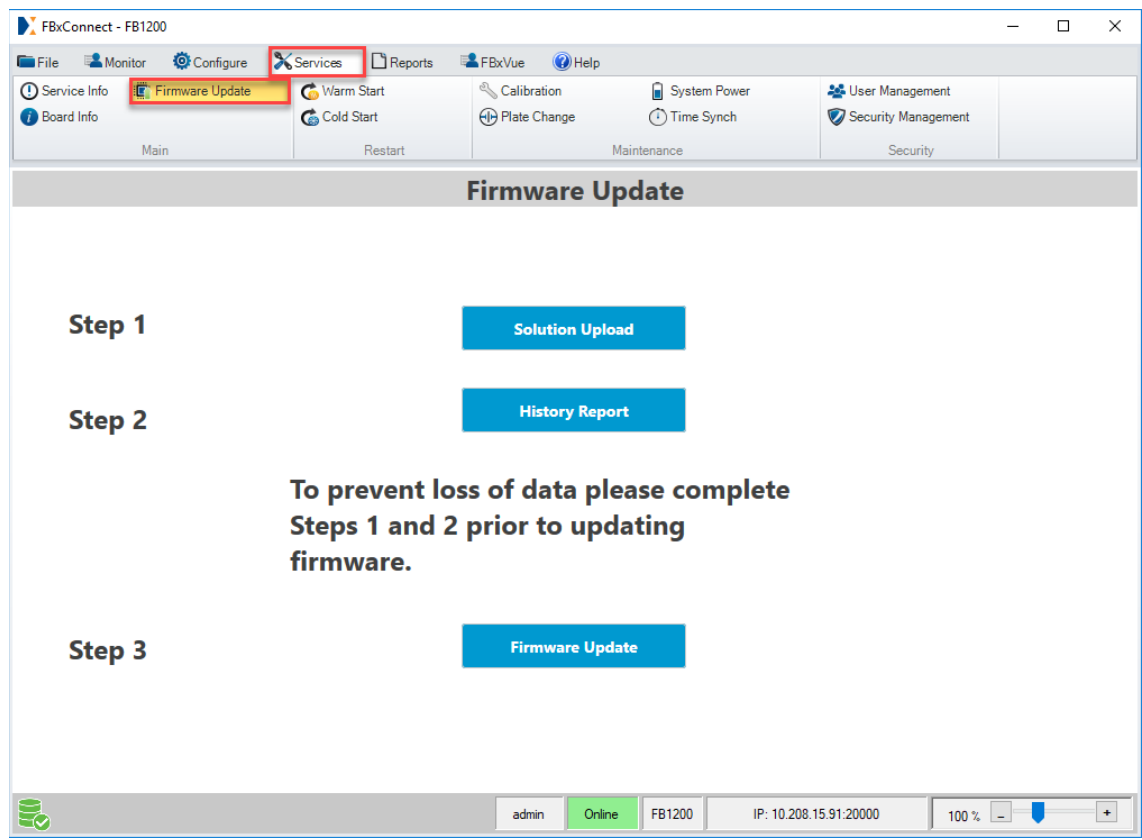 FBxConnect - FB1200
File Monitor Configure Services Reports FBxVue Help
Service Info Firmware Update Warm Start Calibration System Power User Management
Board Info Cold Start Plate Change Time Synch Security Management
Main Restart Maintenance Security
Firmware Update
Step 1 Solution Upload
Step 2 History Report
To prevent loss of data please complete
Steps 1 and 2 prior to updating
firmware.
Step 3 Firmware Update
admin Online FB1200 IP: 10.208.15.91:20000 100 % - +